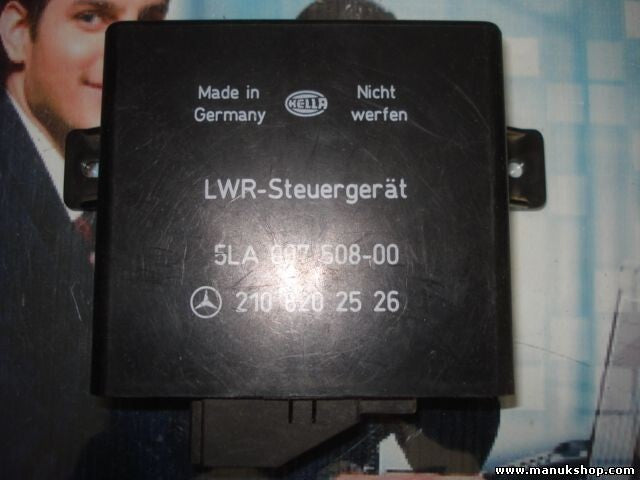 Made in Germany
HELLA
Nicht werfen
LWR-Steuergerät
5LA 007 508-00
210 820 25 26
www.manukshop.com